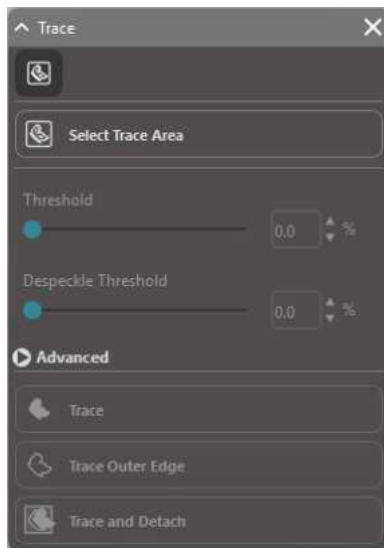 Trace
Select Trace Area
Threshold
0.0 %
Despeckle Threshold
0.0 %
Advanced
Trace
Trace Outer Edge
Trace and Detach